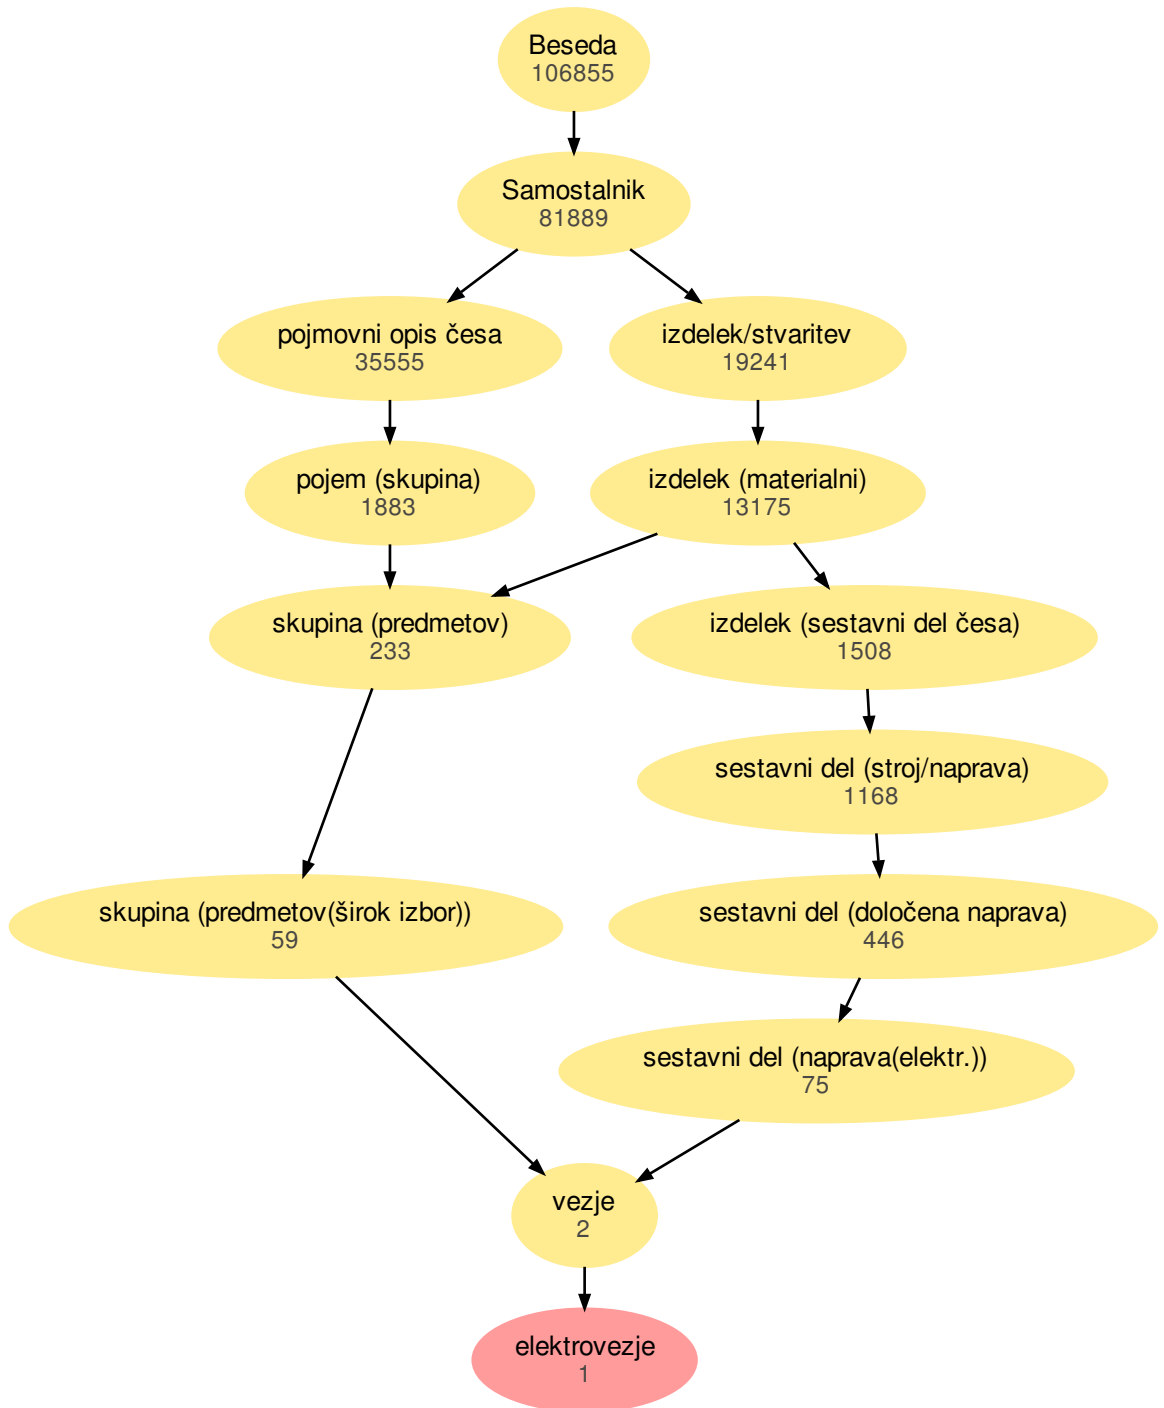 Beseda
106855
Samostalnik
81889
pojmovni opis česa
35555
izdelek/stvaritev
19241
pojem (skupina)
1883
izdelek (materialni)
13175
skupina (predmetov)
233
izdelek (sestavni del česa)
1508
sestavni del (stroj/naprava)
1168
skupina (predmetov(širok izbor))
59
sestavni del (določena naprava)
446
sestavni del (naprava(elektr.))
75
vezje
2
elektrovezje
1